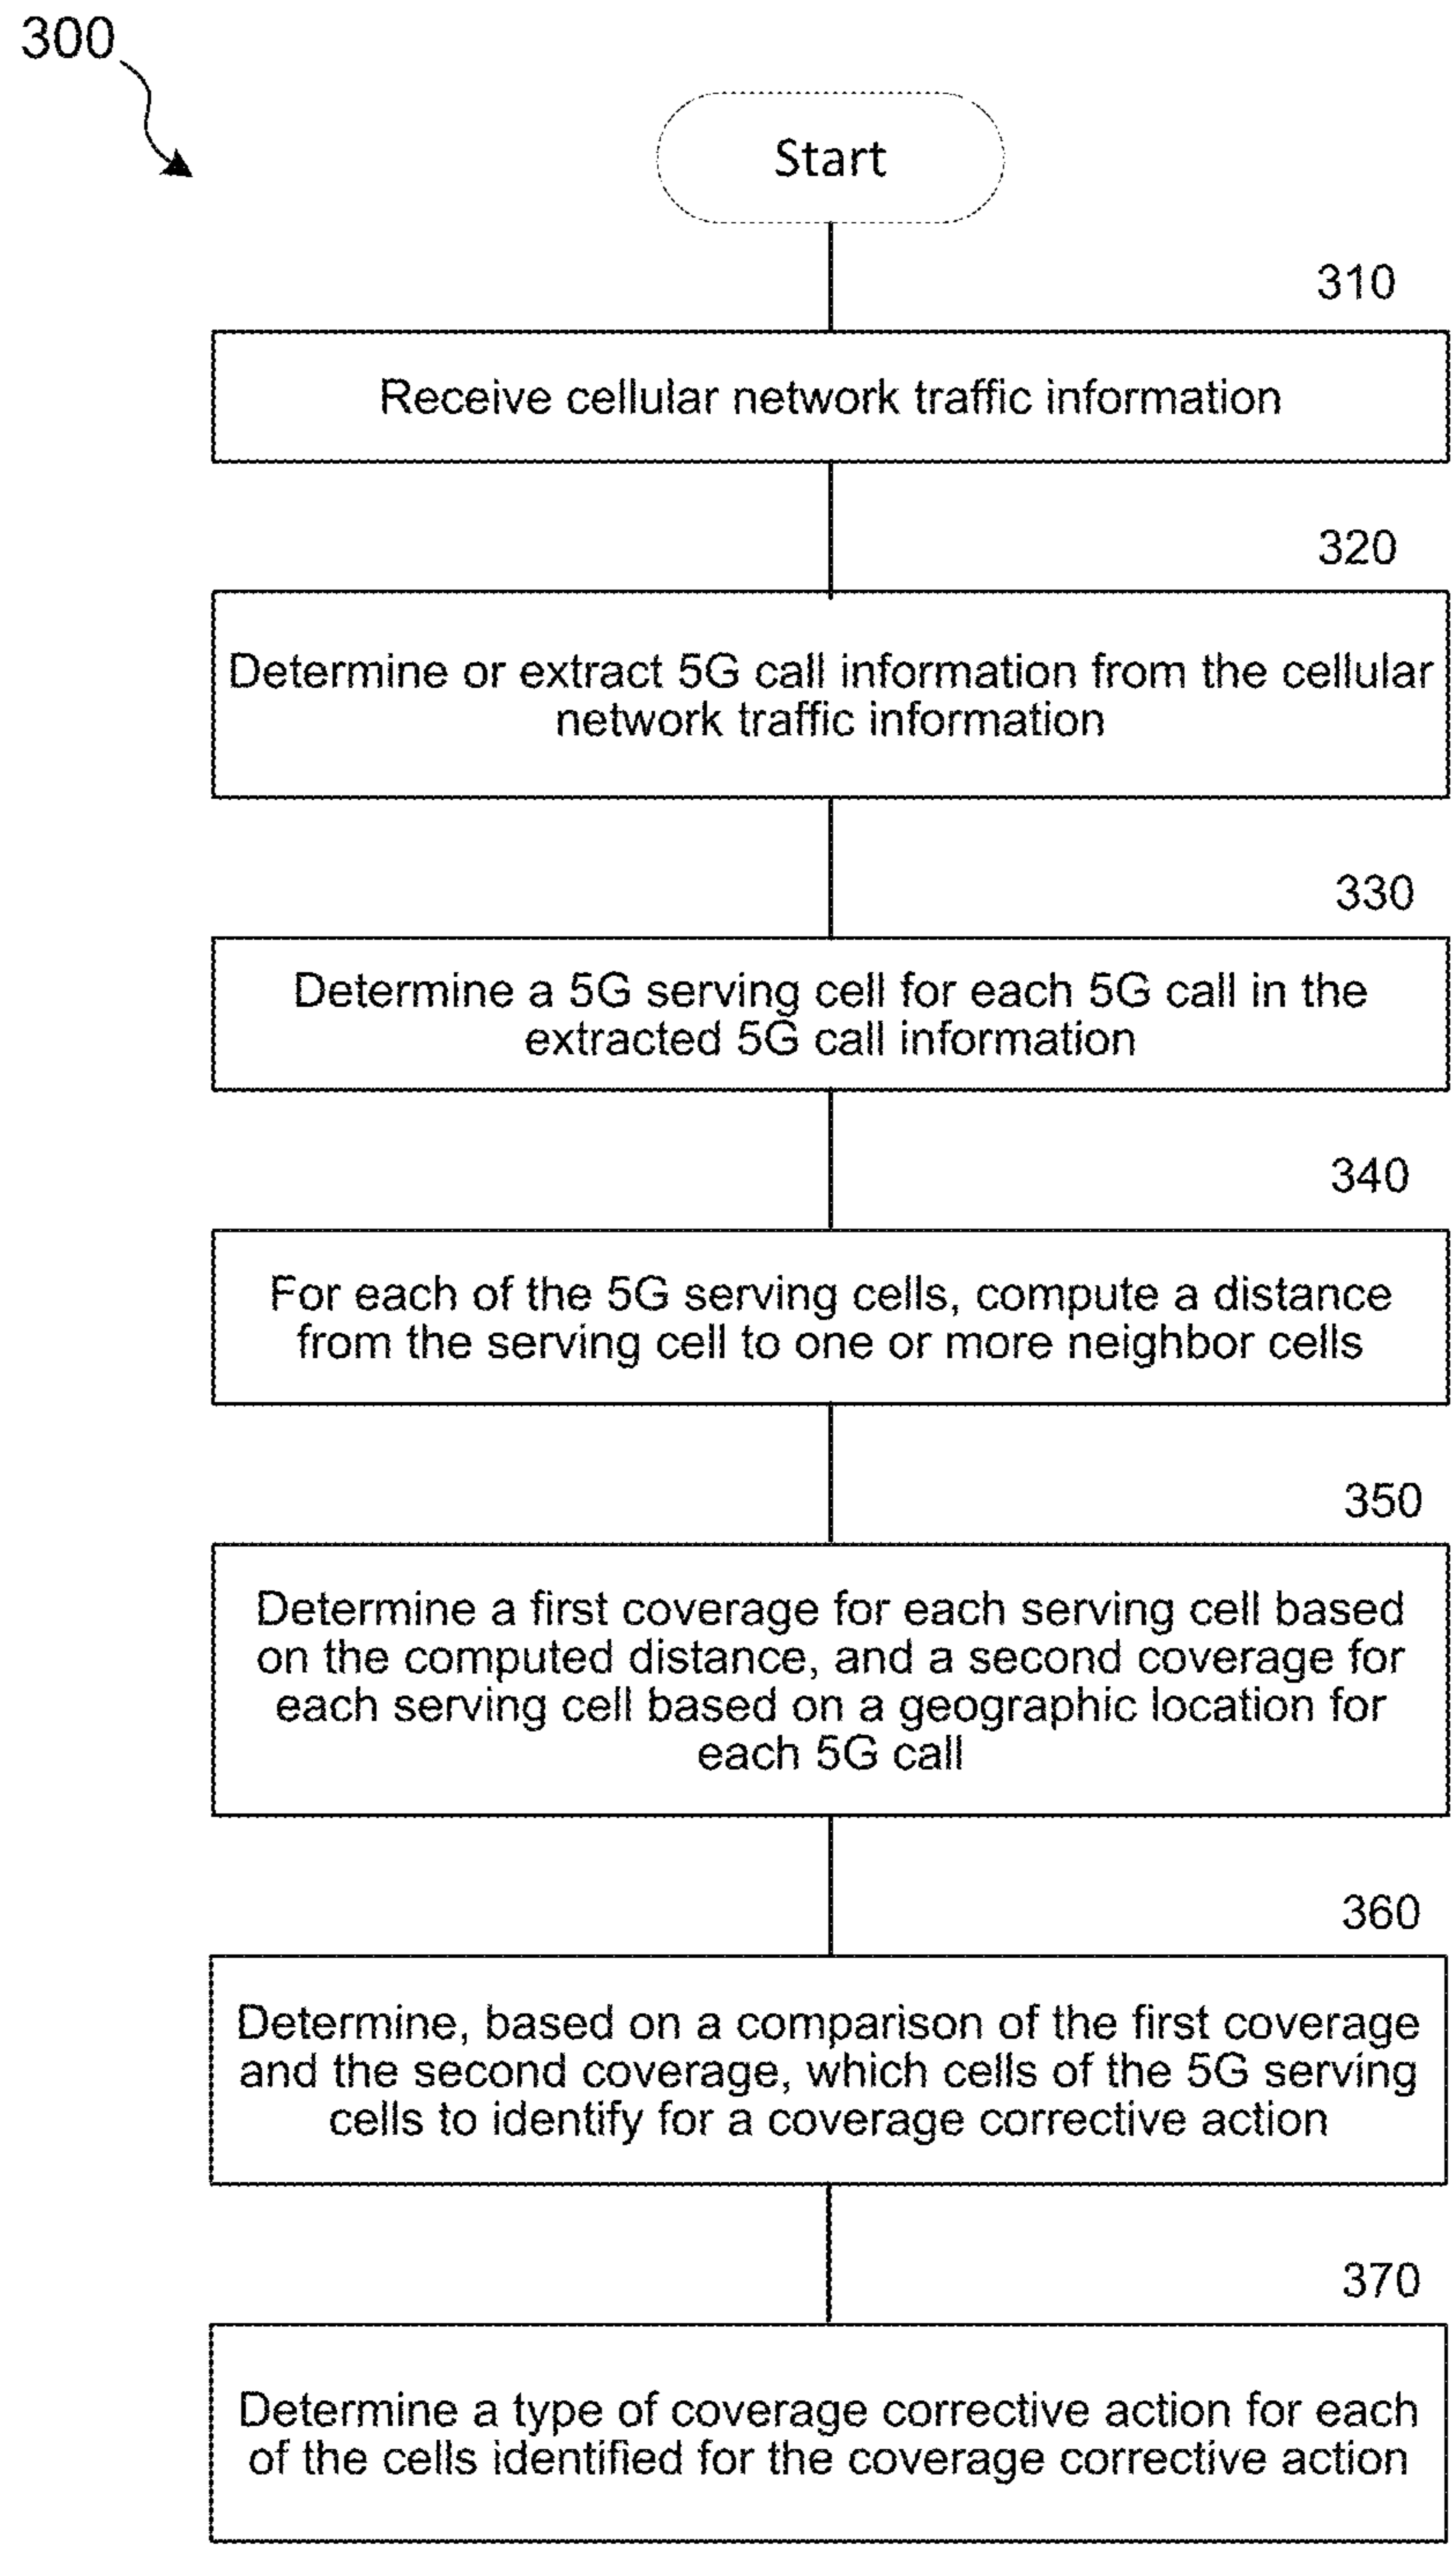 300
Start
310
Receive cellular network traffic information
320
Determine or extract 5G call information from the cellular
network traffic information
330
Determine a 5G serving cell for each 5G call in the
extracted 5G call information
340
For each of the 5G serving cells, compute a distance
from the serving cell to one or more neighbor cells
350
Determine a first coverage for each serving cell based
on the computed distance, and a second coverage for
each serving cell based on a geographic location for
each 5G call
360
Determine, based on a comparison of the first coverage
and the second coverage, which cells of the 5G serving
cells to identify for a coverage corrective action
370
Determine a type of coverage corrective action for each
of the cells identified for the coverage corrective action